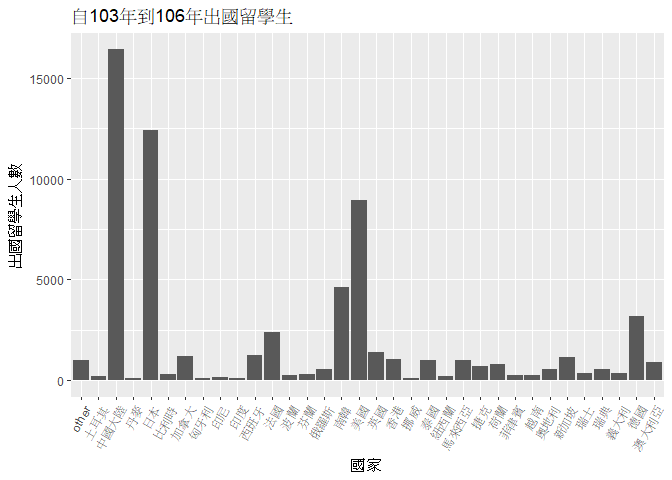 自103年到106年出國留學生
出國留學生人數
15000
10000
5000
0
other
土耳其
中國大陸
丹麥
日本
比利時
加拿大
匈牙利
印尼
印度
西班牙
法國
波蘭
芬蘭
俄羅斯
南韓
美國
英國
香港
挪威
泰國
紐西蘭
馬來西亞
捷克
荷蘭
菲律賓
越南
奧地利
新加坡
瑞士
瑞典
義大利
德國
澳大利亞
國家